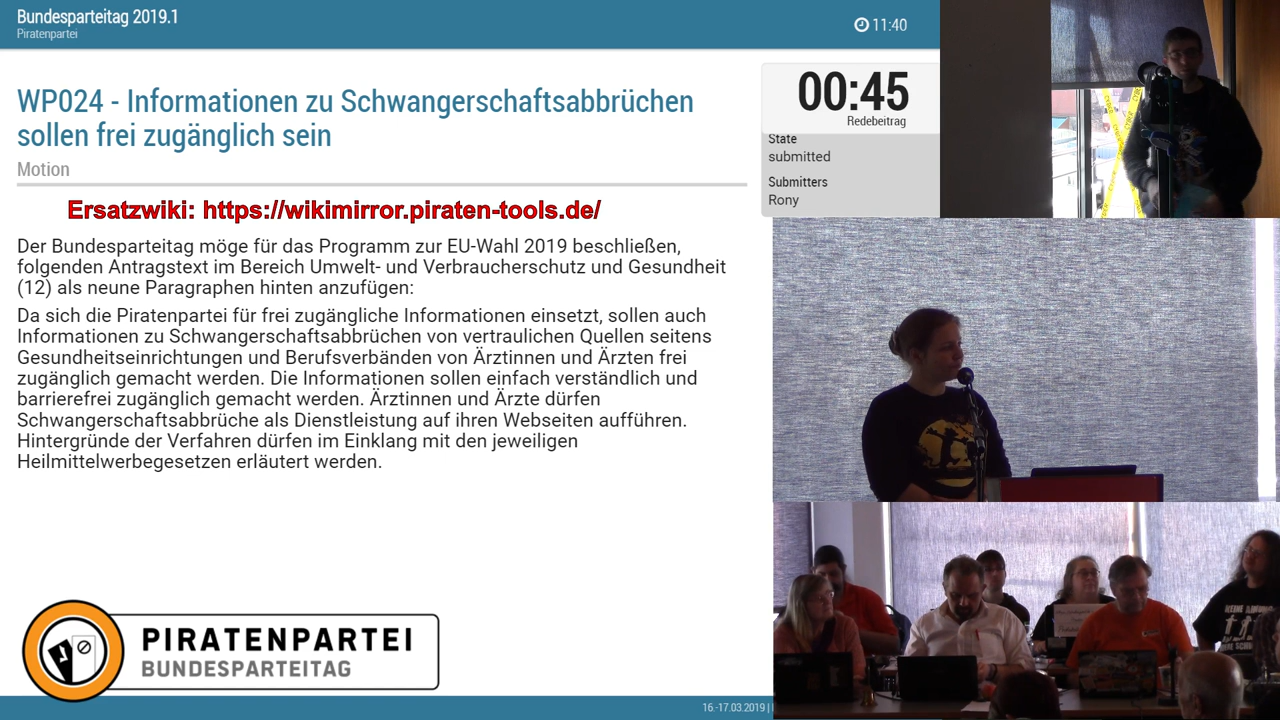 Bundesparteitag 2019.1
Piratenpartei
11:40
WP024 - Informationen zu Schwangerschaftsabbrüchen
sollen frei zugänglich sein
Motion
00:45
Redebeitrag
State
submitted
Submitters
Rony
Ersatzwiki: https://wikimirror.piraten-tools.de/
Der Bundesparteitag möge für das Programm zur EU-Wahl 2019 beschließen,
folgenden Antragstext im Bereich Umwelt- und Verbraucherschutz und Gesundheit
(12) als neune Paragraphen hinten anzufügen:
Da sich die Piratenpartei für frei zugängliche Informationen einsetzt, sollen auch
Informationen zu Schwangerschaftsabbrüchen von vertraulichen Quellen seitens
Gesundheitseinrichtungen und Berufsverbänden von Ärztinnen und Ärzten frei
zugänglich gemacht werden. Die Informationen sollen einfach verständlich und
barrierefrei zugänglich gemacht werden. Ärztinnen und Ärzte dürfen
Schwangerschaftsabbrüche als Dienstleistung auf ihren Webseiten aufführen.
Hintergründe der Verfahren dürfen im Einklang mit den jeweiligen
Heilmittelwerbegesetzen erläutert werden.
PIRATENPARTEI
BUNDESPARTEITAG
16.-17.03.2019 |
CYBER
KEINE